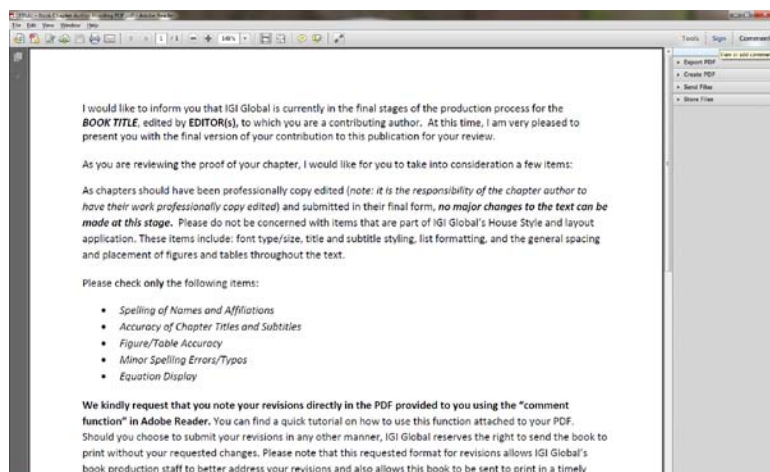 Book Chapter Author Proofing PDF.pdf - Adobe Reader
File Edit View Window Help
1 / 1
Tools Sign Comment
Export PDF
Create PDF
Send Files
Store Files
I would like to inform you that IGI Global is currently in the final stages of the production process for the
BOOK TITLE, edited by EDITOR(s), to which you are a contributing author. At this time, I am very pleased to
present you with the final version of your contribution to this publication for your review.
As you are reviewing the proof of your chapter, I would like for you to take into consideration a few items:
As chapters should have been professionally copy edited (note: it is the responsibility of the chapter author to
have their work professionally copy edited) and submitted in their final form, no major changes to the text can be
made at this stage. Please do not be concerned with items that are part of IGI Global's House Style and layout
application. These items include: font type/size, title and subtitle styling, list formatting, and the general spacing
and placement of figures and tables throughout the text.
Please check only the following items:
• Spelling of Names and Affiliations
• Accuracy of Chapter Titles and Subtitles
• Figure/Table Accuracy
• Minor Spelling Errors/Typos
• Equation Display
We kindly request that you note your revisions directly in the PDF provided to you using the "comment
function" in Adobe Reader. You can find a quick tutorial on how to use this function attached to your PDF.
Should you choose to submit your revisions in any other manner, IGI Global reserves the right to send the book to
print without your requested changes. Please note that this requested format for revisions allows IGI Global's
book production staff to better address your revisions and also allows this book to be sent to print in a timely